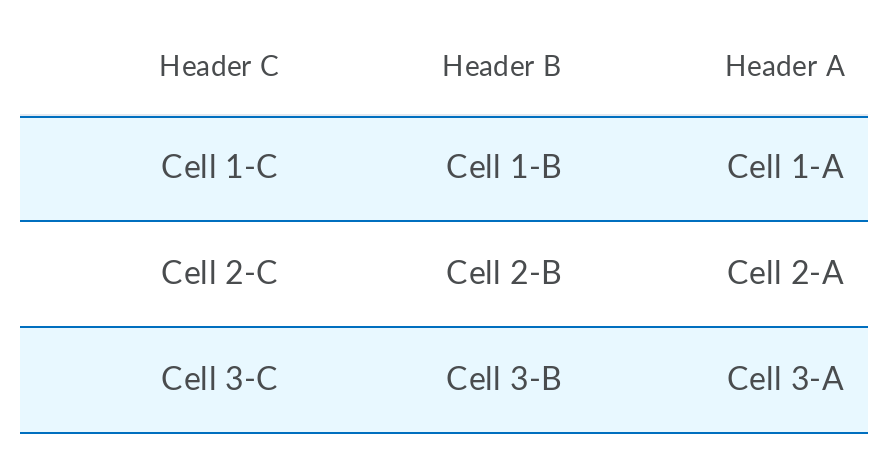 Header C Header B Header A
Cell 1-C Cell 1-B Cell 1-A
Cell 2-C Cell 2-B Cell 2-A
Cell 3-C Cell 3-B Cell 3-A